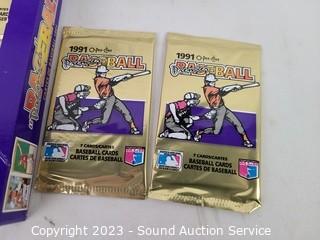 1991 O-Pee-Chee
BASEBALL
7 CARDS/CARTES
BASEBALL CARDS
CARTES DE BASEBALL
1991 O-Pee-Chee
BASEBALL
7 CARDS/CARTES
BASEBALL CARDS
CARTES DE BASEBALL
Copyright 2023 - Sound Auction Service